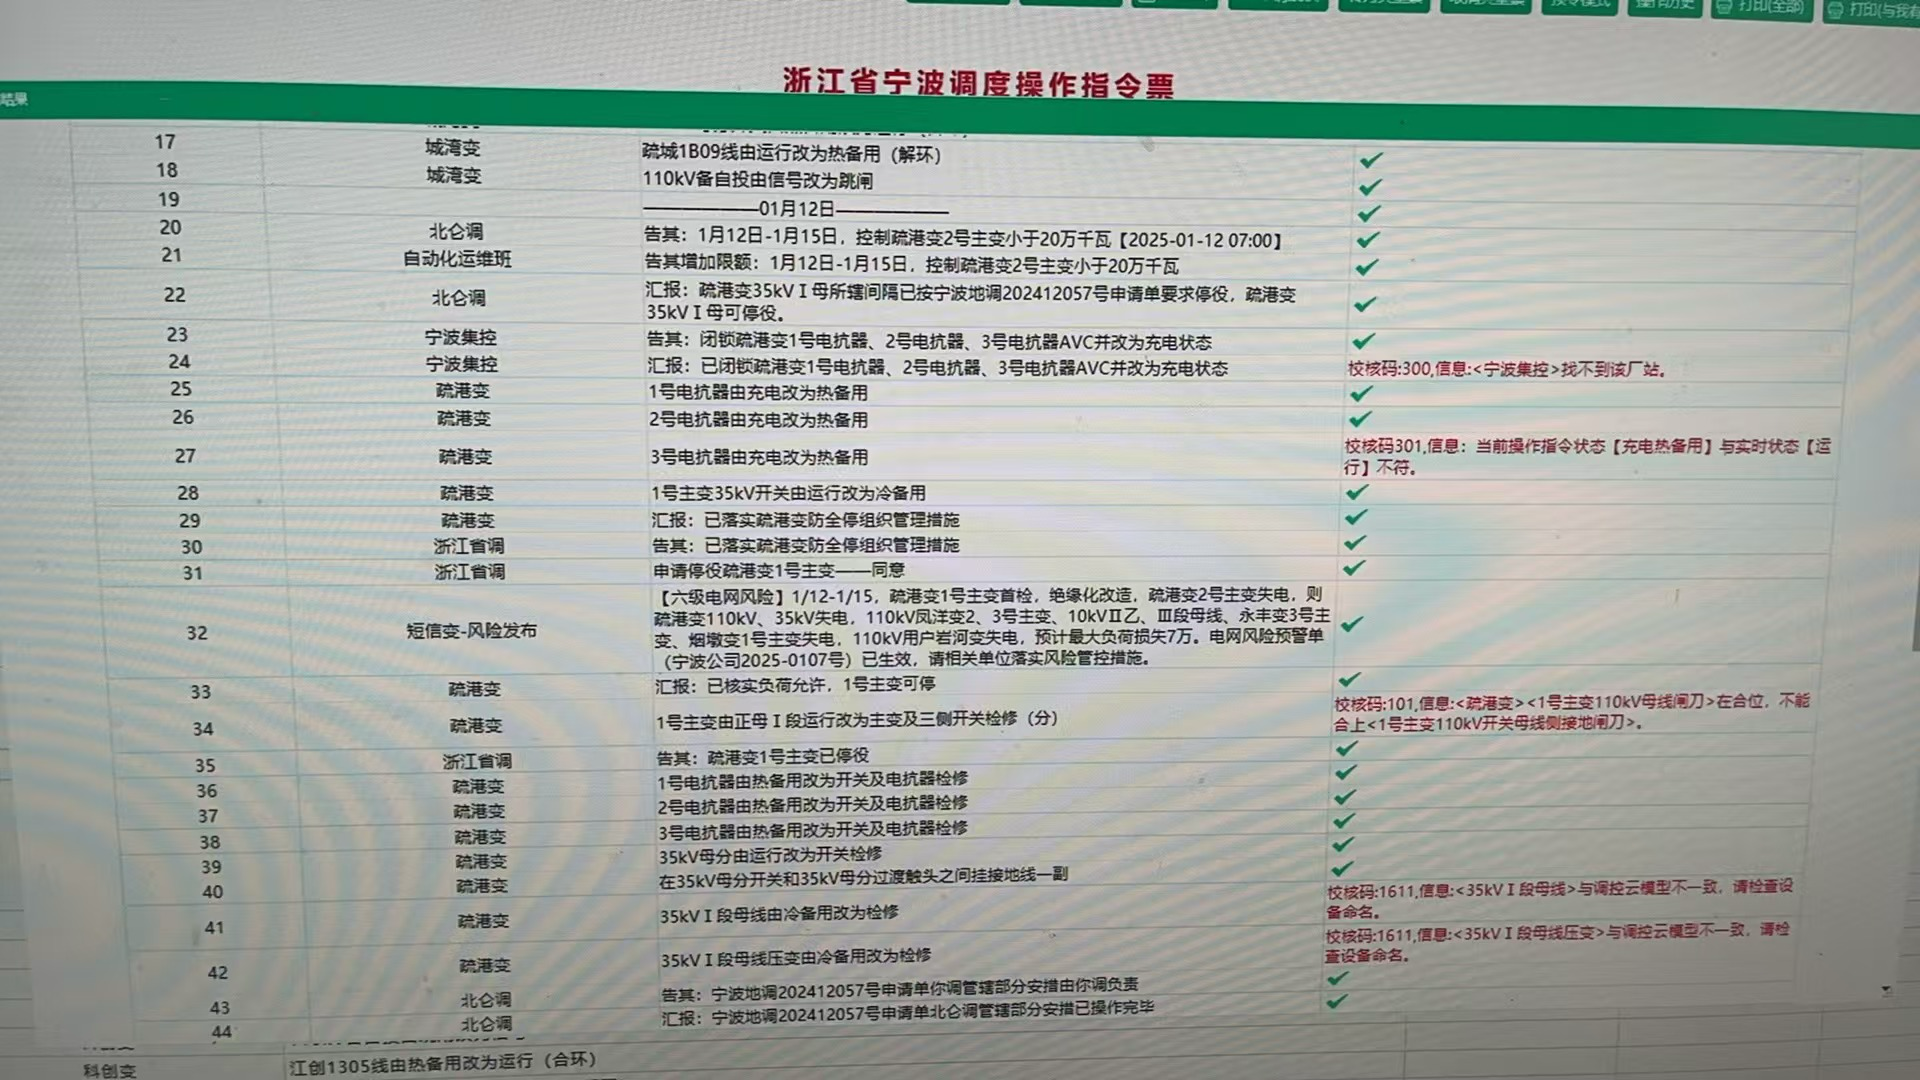 打印(全部)
打印(与我有
浙江省宁波调度操作指令票
结果
17 城湾变 疏城1B09线由运行改为热备用（解环） ✓
18 城湾变 110kV备自投由信号改为跳闸 ✓
19 ——————01月12日—————— ✓
20 北仑调 告其：1月12日-1月15日，控制疏港变2号主变小于20万千瓦【2025-01-12 07:00】 ✓
21 自动化运维班 告其增加限额：1月12日-1月15日，控制疏港变2号主变小于20万千瓦 ✓
22 北仑调 汇报：疏港变35kVⅠ母所辖间隔已按宁波地调202412057号申请单要求停役，疏港变 ✓
35kVⅠ母可停役。
23 宁波集控 告其：闭锁疏港变1号电抗器、2号电抗器、3号电抗器AVC并改为充电状态 ✓
24 宁波集控 汇报：已闭锁疏港变1号电抗器、2号电抗器、3号电抗器AVC并改为充电状态 校核码:300,信息:<宁波集控>找不到该厂站。
25 疏港变 1号电抗器由充电改为热备用 ✓
26 疏港变 2号电抗器由充电改为热备用 ✓
27 疏港变 3号电抗器由充电改为热备用 校核码301,信息：当前操作指令状态【充电热备用】与实时状态【运
行】不符。
28 疏港变 1号主变35kV开关由运行改为冷备用 ✓
29 疏港变 汇报：已落实疏港变防全停组织管理措施 ✓
30 浙江省调 告其：已落实疏港变防全停组织管理措施 ✓
31 浙江省调 申请停役疏港变1号主变——同意 ✓
32 短信变-风险发布 【六级电网风险】1/12-1/15，疏港变1号主变首检，绝缘化改造，疏港变2号主变失电，则 ✓
疏港变110kV、35kV失电，110kV凤洋变2、3号主变、10kVⅡ乙、Ⅲ段母线、永丰变3号主
变、烟墩变1号主变失电，110kV用户岩河变失电，预计最大负荷损失7万。电网风险预警单
（宁波公司2025-0107号）已生效，请相关单位落实风险管控措施。
33 疏港变 汇报：已核实负荷允许，1号主变可停 ✓
34 疏港变 1号主变由正母Ⅰ段运行改为主变及三侧开关检修（分） 校核码:101,信息:<疏港变><1号主变110kV母线闸刀>在合位，不能
合上<1号主变110kV开关母线侧接地闸刀>。
35 浙江省调 告其：疏港变1号主变已停役 ✓
36 疏港变 1号电抗器由热备用改为开关及电抗器检修 ✓
37 疏港变 2号电抗器由热备用改为开关及电抗器检修 ✓
38 疏港变 3号电抗器由热备用改为开关及电抗器检修 ✓
39 疏港变 35kV母分由运行改为开关检修 ✓
40 疏港变 在35kV母分开关和35kV母分过渡触头之间挂接地线一副 ✓
41 疏港变 35kVⅠ段母线由冷备用改为检修 校核码:1611,信息:<35kVⅠ段母线>与调控云模型不一致，请检查设
备命名。
42 疏港变 35kVⅠ段母线压变由冷备用改为检修 校核码:1611,信息:<35kVⅠ段母线压变>与调控云模型不一致，请检
查设备命名。
43 北仑调 告其：宁波地调202412057号申请单你调管辖部分安措由你调负责 ✓
44 北仑调 汇报：宁波地调202412057号申请单北仑调管辖部分安措已操作完毕 ✓
科创变 江创1305线由热备用改为运行（合环）